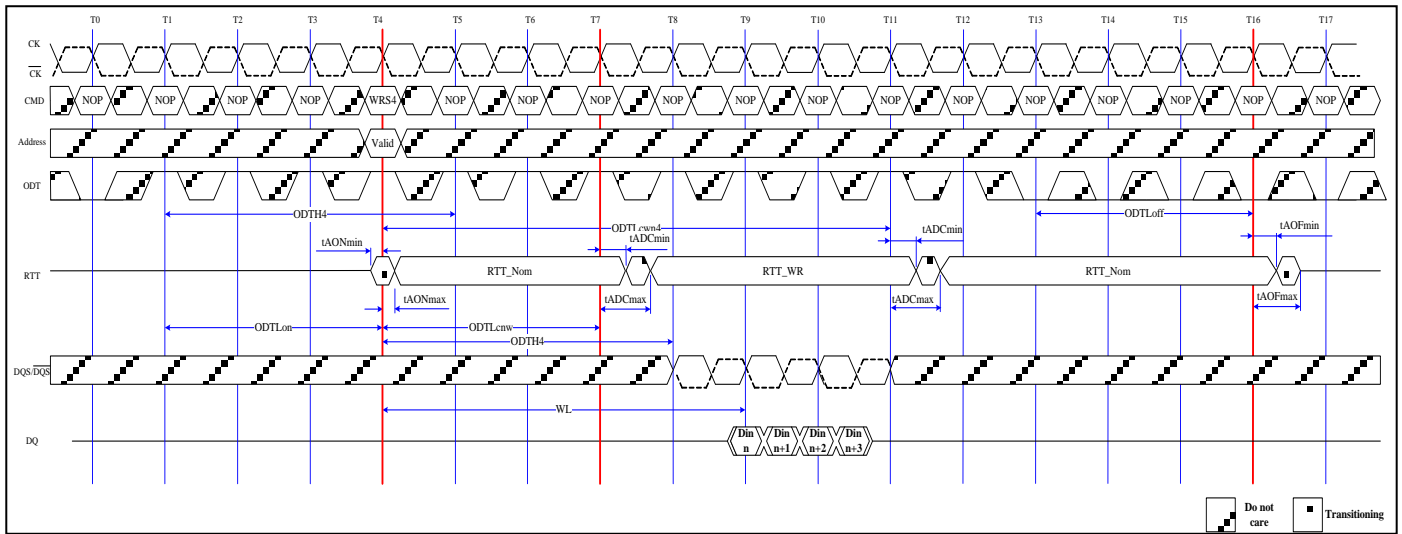 T0 T1 T2 T3 T4 T5 T6 T7 T8 T9 T10 T11 T12 T13 T14 T15 T16 T17
CK
CK
CMD NOP NOP NOP NOP WRS4 NOP NOP NOP NOP NOP NOP NOP NOP NOP NOP NOP NOP NOP
Address Valid
ODT
ODTH4 ODTLoff
ODTLcwn4
tAONmin tADCmin tADCmin tAOFmin
RTT RTT_Nom RTT_WR RTT_Nom
tAONmax tADCmax tADCmax tAOFmax
ODTLon ODTLcnw
ODTH4
DQS/DQS
WL
DQ Din n Din n+1 Din n+2 Din n+3
Do not care Transitioning